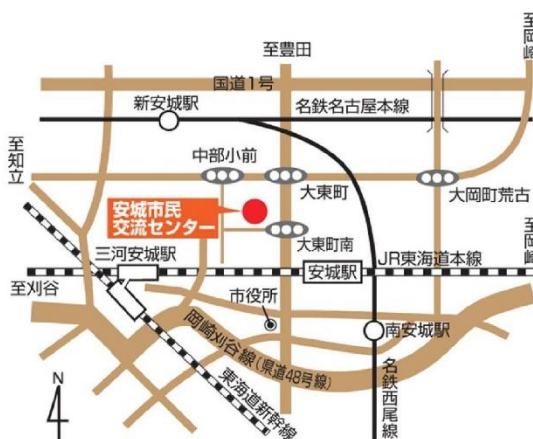 至豊田
至岡崎
国道1号
新安城駅
名鉄名古屋本線
至知立
中部小前
大東町
大岡町荒古
安城市民
交流センター
大東町南
三河安城駅
JR東海道本線
至岡崎
安城駅
至刈谷
市役所
岡崎刈谷線(県道48号線)
南安城駅
東海道新幹線
名鉄西尾線
N